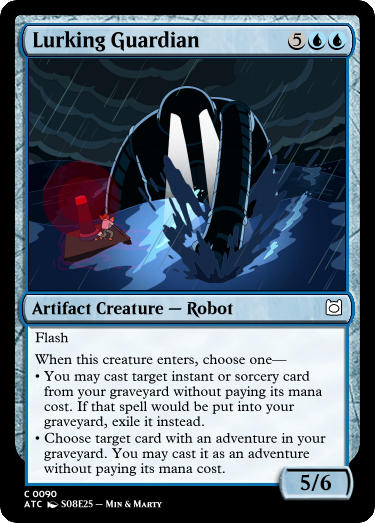 Lurking Guardian 5
Artifact Creature — Robot
Flash
When this creature enters, choose one—
• You may cast target instant or sorcery card
from your graveyard without paying its mana
cost. If that spell would be put into your
graveyard, exile it instead.
• Choose target card with an adventure in your
graveyard. You may cast it as an adventure
without paying its mana cost.
5/6
C 0090
ATC S08E25 — Min & Marty